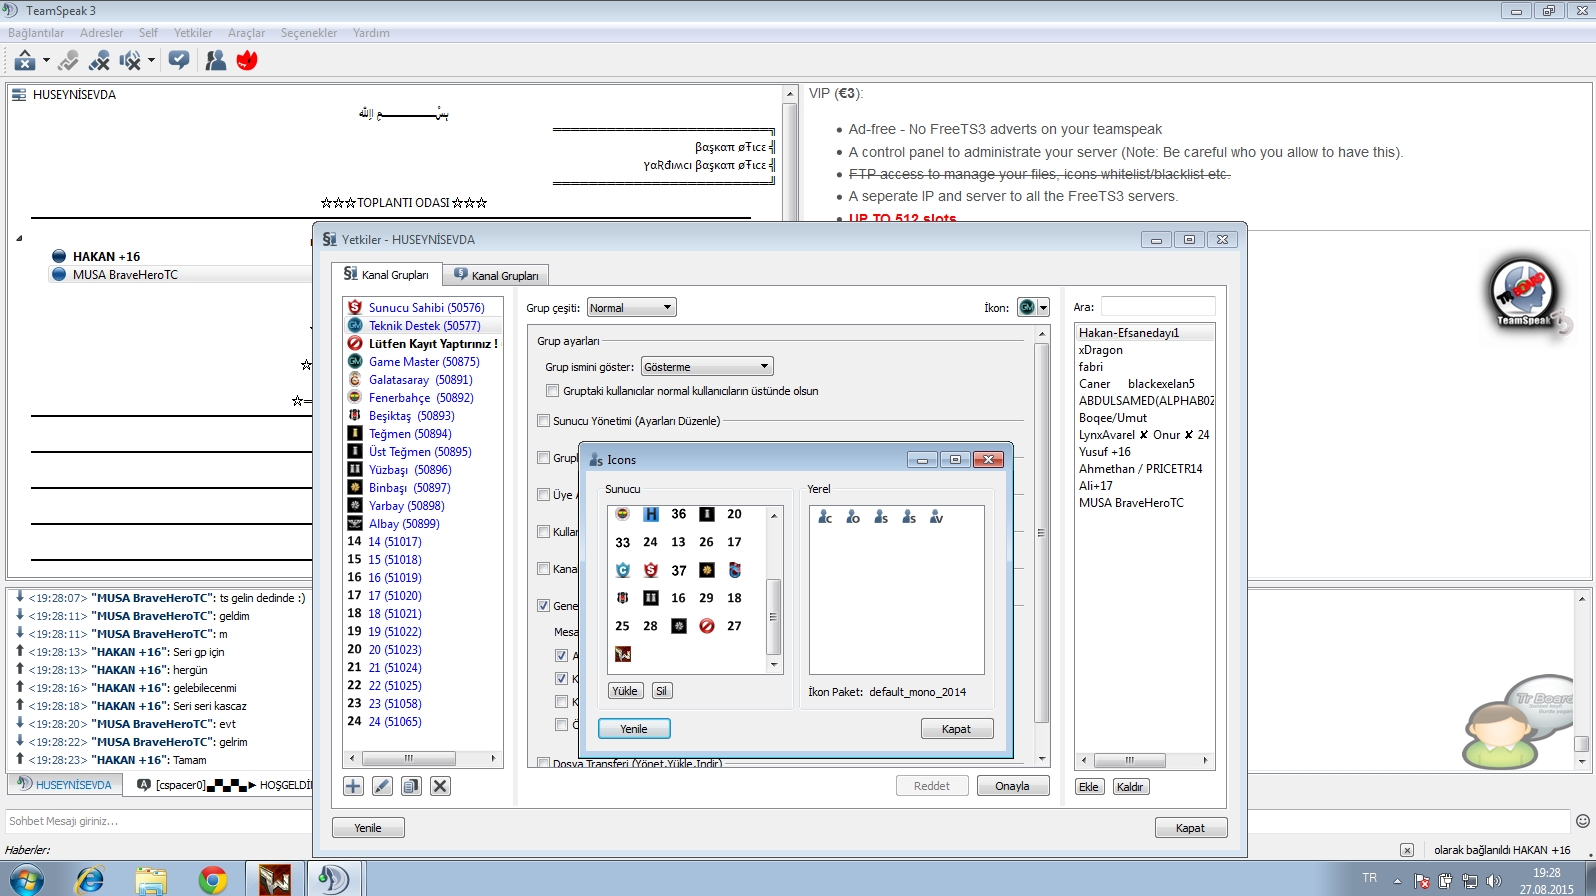 TeamSpeak 3
Bağlantılar Adresler Self Yetkiler Araçlar Seçenekler Yardım
HUSEYNİSEVDA
βαşκαπ øŦιcε
γαƦđıмcı βαşκαπ øŦιcε
☆☆☆TOPLANTI ODASI☆☆☆
HAKAN +16
MUSA BraveHeroTC
VIP (€3):
Ad-free - No FreeTS3 adverts on your teamspeak
A control panel to administrate your server (Note: Be careful who you allow to have this).
FTP access to manage your files, icons whitelist/blacklist etc.
A seperate IP and server to all the FreeTS3 servers.
UP TO 512 slots
TR BOARD
TeamSpeak 3
Yetkiler - HUSEYNİSEVDA
Kanal Grupları
Kanal Grupları
Sunucu Sahibi (50576)
Teknik Destek (50577)
Lütfen Kayıt Yaptırınız !
Game Master (50875)
Galatasaray (50891)
Fenerbahçe (50892)
Beşiktaş (50893)
Teğmen (50894)
Üst Teğmen (50895)
Yüzbaşı (50896)
Binbaşı (50897)
Yarbay (50898)
Albay (50899)
14 14 (51017)
15 15 (51018)
16 16 (51019)
17 17 (51020)
18 18 (51021)
19 19 (51022)
20 20 (51023)
21 21 (51024)
22 22 (51025)
23 23 (51058)
24 24 (51065)
Grup çeşiti: Normal
İkon: GM
Grup ayarları
Grup ismini göster: Gösterme
Gruptaki kullanıcılar normal kullanıcıların üstünde olsun
Sunucu Yönetimi (Ayarları Düzenle)
Grupl
Üye A
Kullar
Kana
Gene
Mesa
A
K
K
Dosya Transferi (Yönet,Yükle,İndir)
Reddet Onayla
Ara:
Hakan-Efsanedayı1
xDragon
fabri
Caner blackexelan5
ABDULSAMED(ALPHA802
Boqee/Umut
LynxAvarel ✘ Onur ✘ 24
Yusuf +16
Ahmethan / PRICETR14
Ali+17
MUSA BraveHeroTC
Ekle Kaldır
Yenile Kapat
Icons
Sunucu
H 36 20
33 24 13 26 17
C S 37
16 29 18
25 28 27
Yükle Sil
Yerel
c o s s v
İkon Paket: default_mono_2014
Yenile Kapat
<19:28:07> "MUSA BraveHeroTC": ts gelin dedinde :)
<19:28:11> "MUSA BraveHeroTC": geldim
<19:28:11> "MUSA BraveHeroTC": m
<19:28:13> "HAKAN +16": Seri gp için
<19:28:13> "HAKAN +16": hergün
<19:28:16> "HAKAN +16": gelebilecenmi
<19:28:18> "HAKAN +16": Seri seri kascaz
<19:28:20> "MUSA BraveHeroTC": evt
<19:28:22> "MUSA BraveHeroTC": gelrim
<19:28:23> "HAKAN +16": Tamam
HUSEYNİSEVDA
[cspacer0]▄▀▄▀▄►HOŞGELDİ
Tr Board
Sohbet Mesajı giriniz...
Haberler:
olarak bağlanıldı HAKAN +16
TR
19:28
27.08.2015